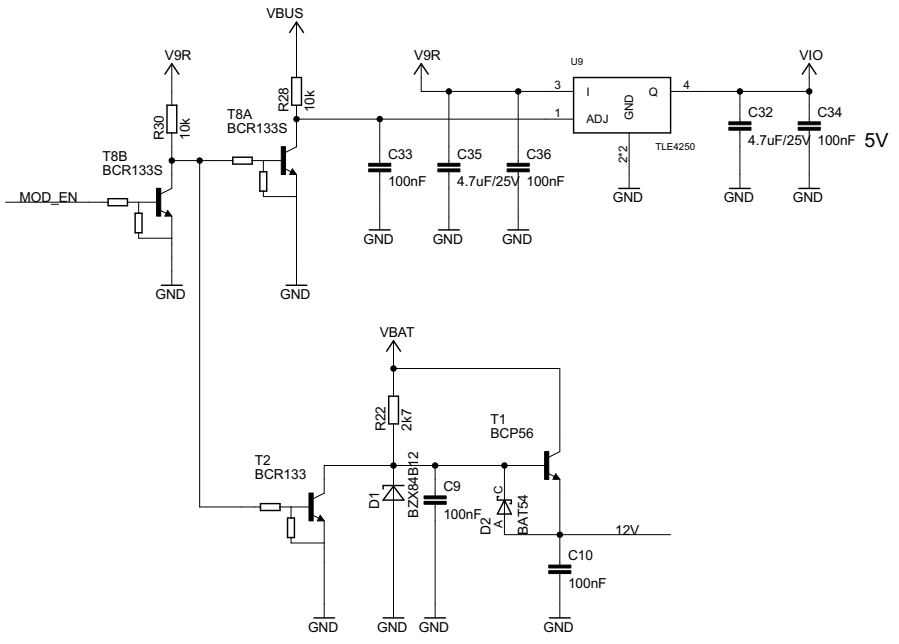 VBUS
V9R
V9R
VIO
U9
R28
10k
R30
10k
T8A
BCR133S
T8B
BCR133S
3
I
Q
4
1
ADJ
GND
2*2
TLE4250
C32
4.7uF/25V
C34
100nF
5V
C33
100nF
C35
4.7uF/25V
C36
100nF
MOD_EN
GND
GND
GND
GND
GND
GND
GND
GND
VBAT
R22
2k7
T1
BCP56
T2
BCR133
D1
BZX84B12
C9
100nF
D2
A
C
BAT54
12V
C10
100nF
GND
GND
GND
GND